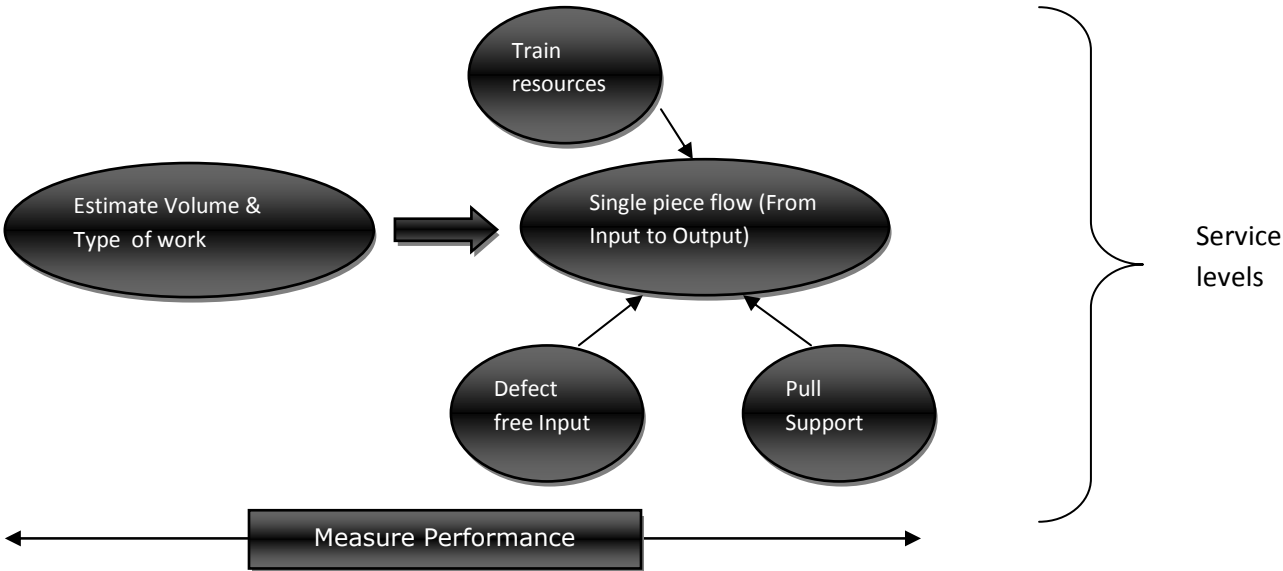 Train
resources
Estimate Volume &
Type of work
Single piece flow (From
Input to Output)
Service
levels
Defect
free Input
Pull
Support
Measure Performance